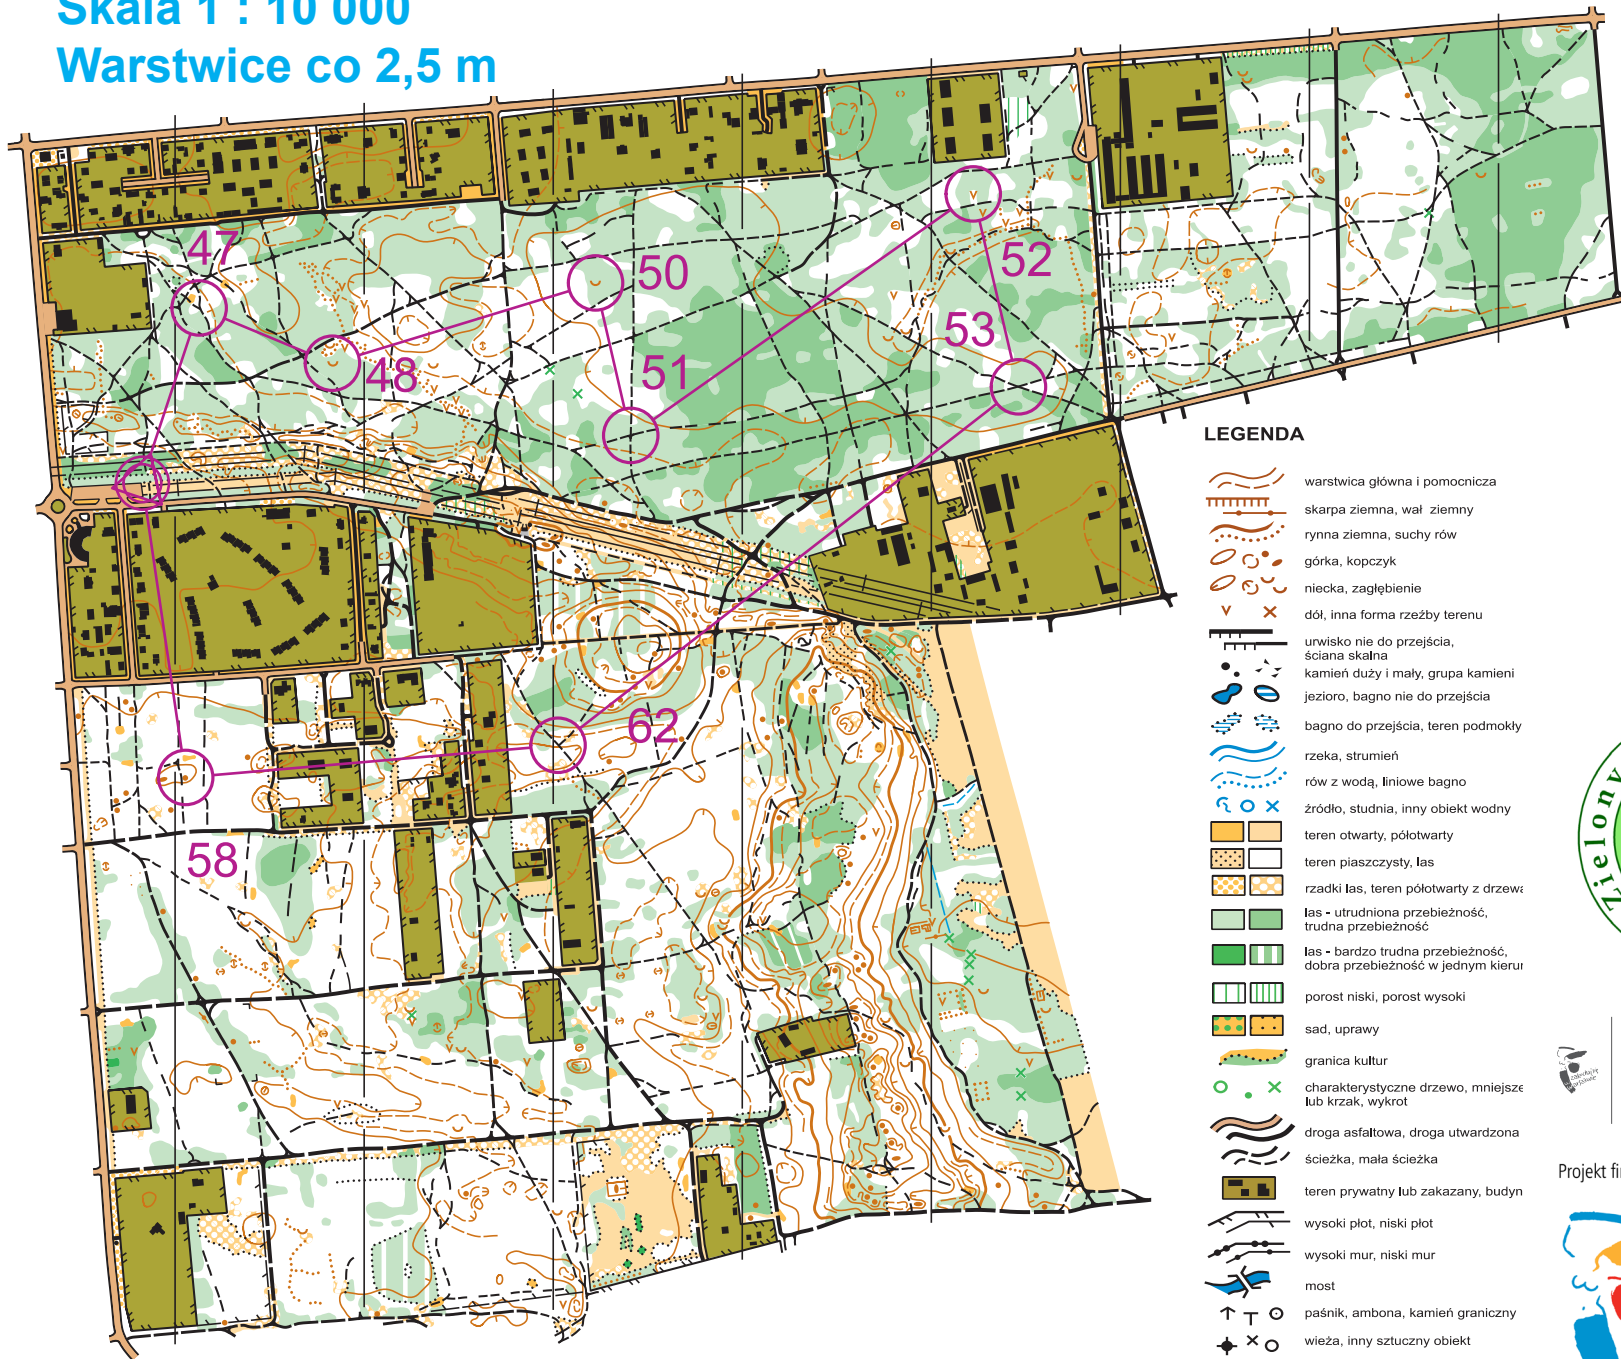 Skala 1 : 10 000
Warstwice co 2,5 m
47
48
50
51
52
53
62
58
LEGENDA
warstwica główna i pomocnicza
skarpa ziemna, wał ziemny
rynna ziemna, suchy rów
górka, kopczyk
niecka, zagłębienie
dół, inna forma rzeźby terenu
urwisko nie do przejścia,
ściana skalna
kamień duży i mały, grupa kamieni
jezioro, bagno nie do przejścia
bagno do przejścia, teren podmokły
rzeka, strumień
rów z wodą, liniowe bagno
źródło, studnia, inny obiekt wodny
teren otwarty, półotwarty
teren piaszczysty, las
rzadki las, teren półotwarty z drzewa
las - utrudniona przebieżność,
trudna przebieżność
las - bardzo trudna przebieżność,
dobra przebieżność w jednym kierun
porost niski, porost wysoki
sad, uprawy
granica kultur
charakterystyczne drzewo, mniejsze
lub krzak, wykrot
droga asfaltowa, droga utwardzona
ścieżka, mała ścieżka
teren prywatny lub zakazany, budyn
wysoki płot, niski płot
wysoki mur, niski mur
most
paśnik, ambona, kamień graniczny
wieża, inny sztuczny obiekt
Zielony
Projekt fi